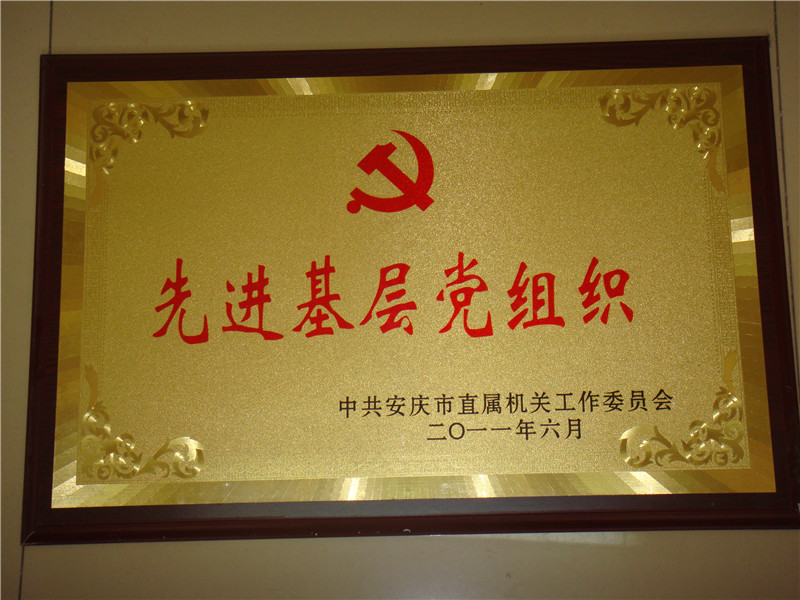 先进基层党组织
中共安庆市直属机关工作委员会
二〇一一年六月